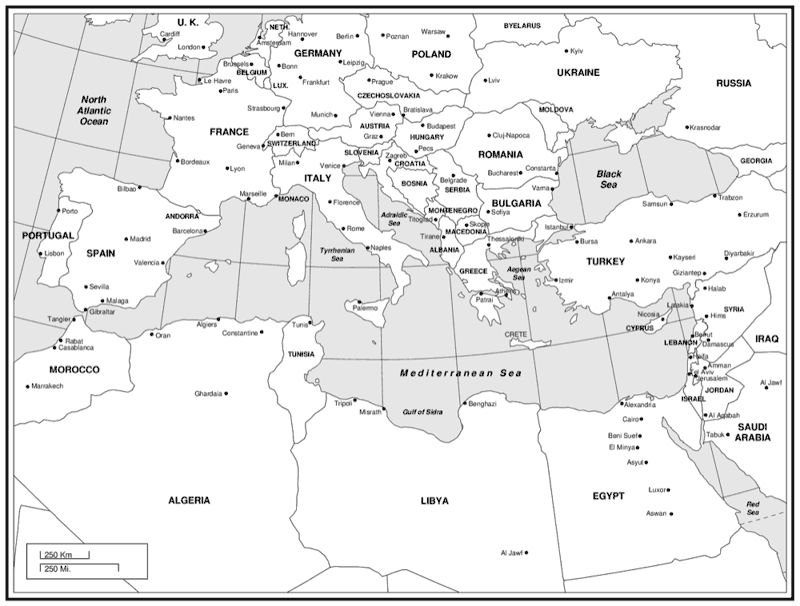 U. K.
Cardiff
London
NETH.
Amsterdam
Hannover
Berlin
Poznan
Warsaw
BYELARUS
GERMANY
POLAND
Kyiv
Brussels
BELGIUM
Bonn
Leipzig
Krakow
Lviv
UKRAINE
RUSSIA
Le Havre
Paris
LUX.
Frankfurt
Prague
CZECHOSLOVAKIA
North
Atlantic
Ocean
Strasbourg
Munich
Vienna
Bratislava
MOLDOVA
Nantes
FRANCE
Bern
AUSTRIA
Budapest
Krasnodar
Geneva
SWITZERLAND
Graz
HUNGARY
Cluj-Napoca
Bordeaux
Lyon
Milan
Venice
SLOVENIA
Zagreb
Pecs
CROATIA
ROMANIA
GEORGIA
Bilbao
Marseille
ITALY
BOSNIA
Belgrade
SERBIA
Bucharest
Constanta
Black
Sea
MONACO
Florence
Varna
Trabzon
Porto
ANDORRA
Adraidic
Sea
MONTENEGRO
BULGARIA
Sofiya
Samsun
Erzurum
Barcelona
Rome
Titograd
Skopje
MACEDONIA
Istanbul
PORTUGAL
Madrid
Tirane
Thessaloniki
Bursa
Ankara
Lisbon
SPAIN
Valencia
Tyrrhenian
Sea
Naples
ALBANIA
TURKEY
Kayseri
Diyarbakir
GREECE
Aegean
Sea
Giziantep
Sevilla
Izmir
Konya
Halab
Malaga
Palermo
Patrai
Athens
Antalya
Latakia
SYRIA
Gibraltar
Nicosia
Hims
Tangier
Algiers
Constantine
Tunis
CRETE
CYPRUS
Beirut
IRAQ
Rabat
Oran
LEBANON
Damascus
Casablanca
TUNISIA
Haifa
MOROCCO
Mediterranean Sea
Amman
Tel Aviv
Jerusalem
Al Jawf
Marrakech
Ghardaia
JORDAN
Tripoli
Misrath
Gulf of Sidra
Benghazi
Alexandria
ISRAEL
Cairo
Al Aqabah
SAUDI
ARABIA
Beni Suef
Tabuk
El Minya
Asyut
ALGERIA
LIBYA
EGYPT
Luxor
Red
Sea
Aswan
Al Jawf
250 Km
250 Mi.